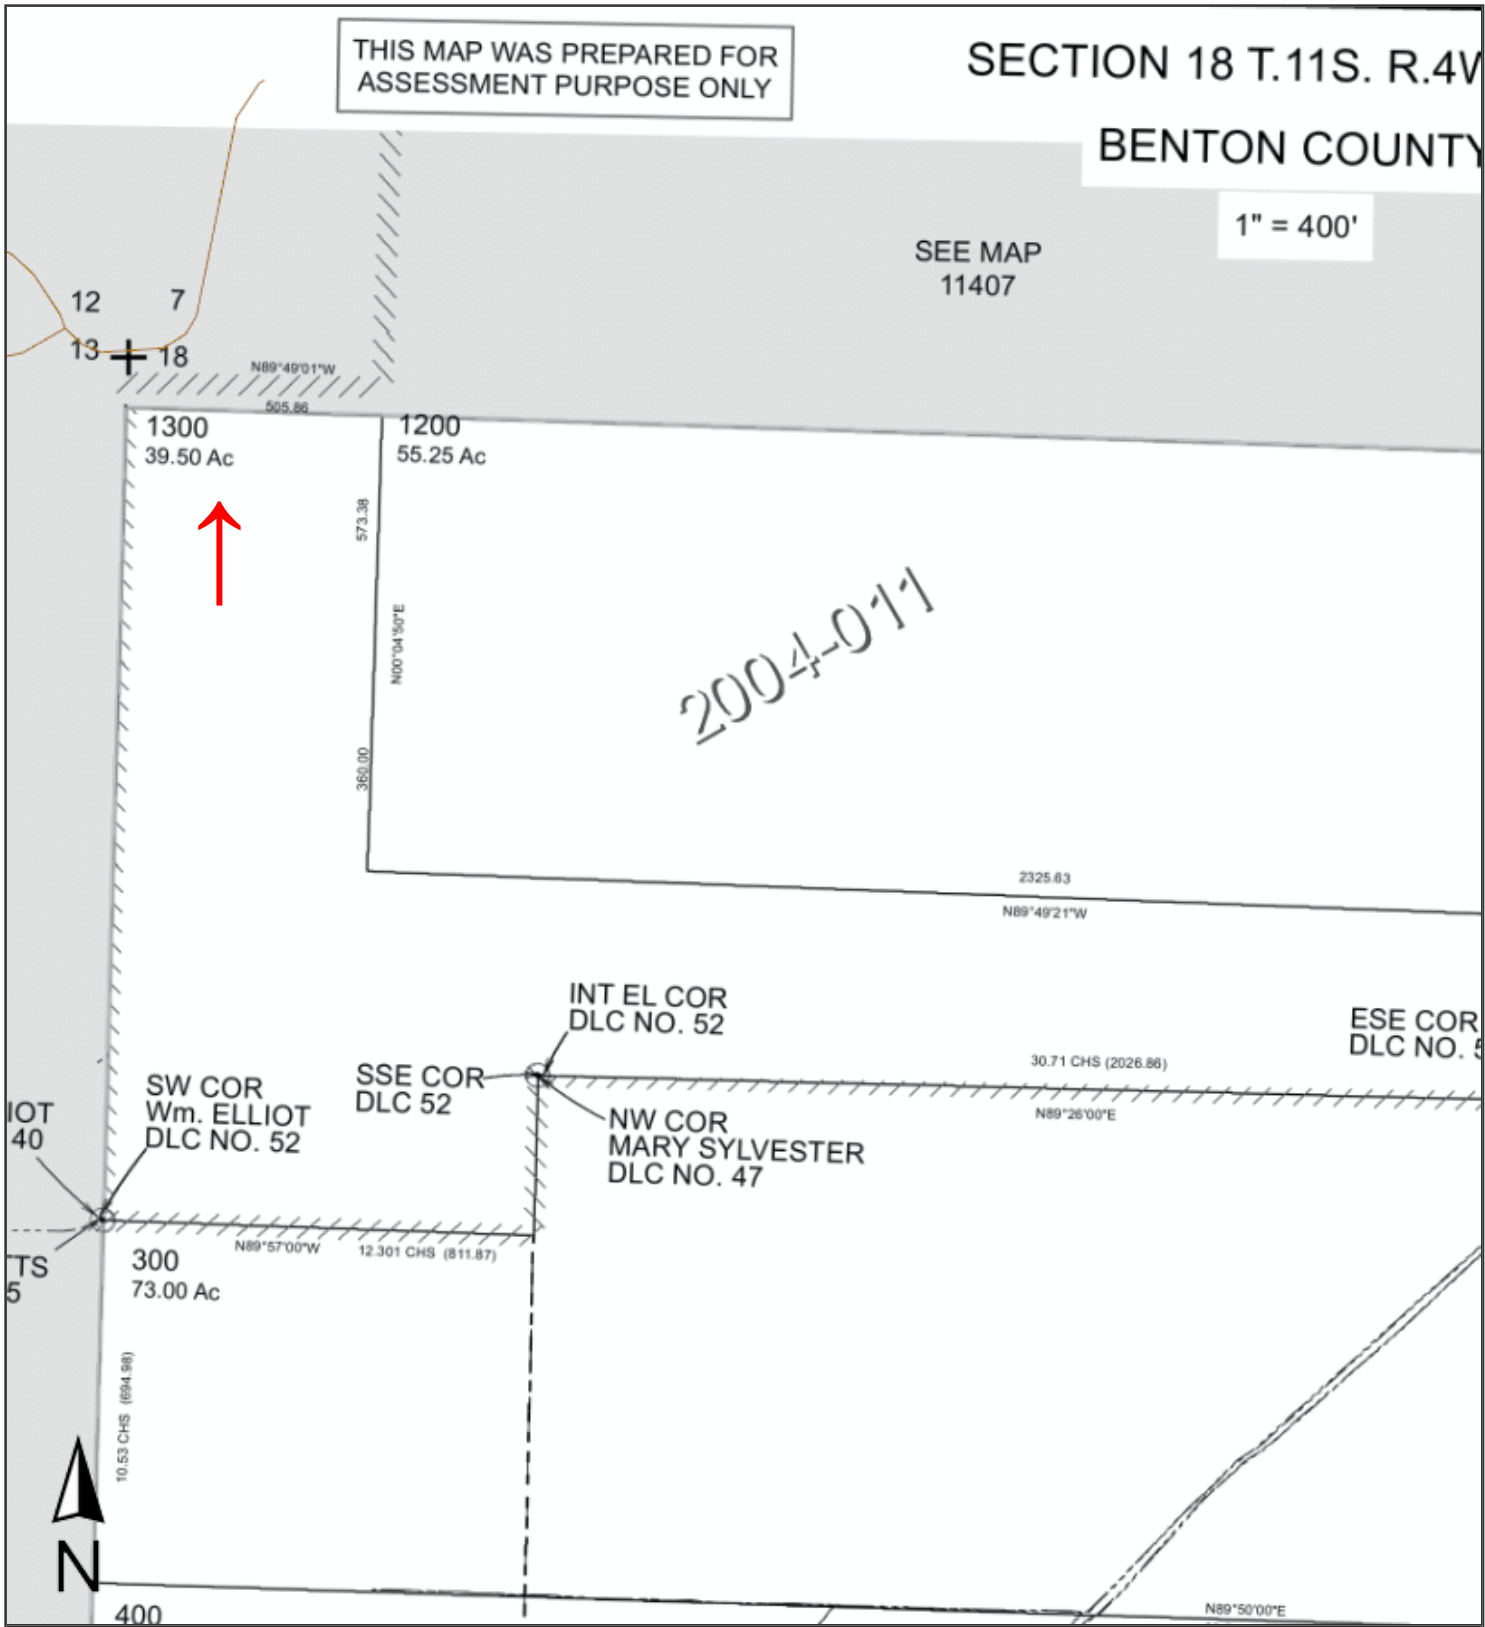 THIS MAP WAS PREPARED FOR
ASSESSMENT PURPOSE ONLY
SECTION 18 T.11S. R.4W
BENTON COUNTY
1" = 400'
SEE MAP
11407
12 7
13 18
N89°49'01"W
505.86
1300
39.50 Ac
1200
55.25 Ac
573.38
N00°04'50"E
360.00
2004-011
2325.63
N89°49'21"W
INT EL COR
DLC NO. 52
ESE COR
DLC NO. 5
30.71 CHS (2026.86)
N89°26'00"E
SSE COR
DLC 52
SW COR
Wm. ELLIOT
DLC NO. 52
NW COR
MARY SYLVESTER
DLC NO. 47
IOT
40
TTS
5
N89°57'00"W
12.301 CHS (811.87)
300
73.00 Ac
10.53 CHS (694.98)
N
400
N89°50'00"E